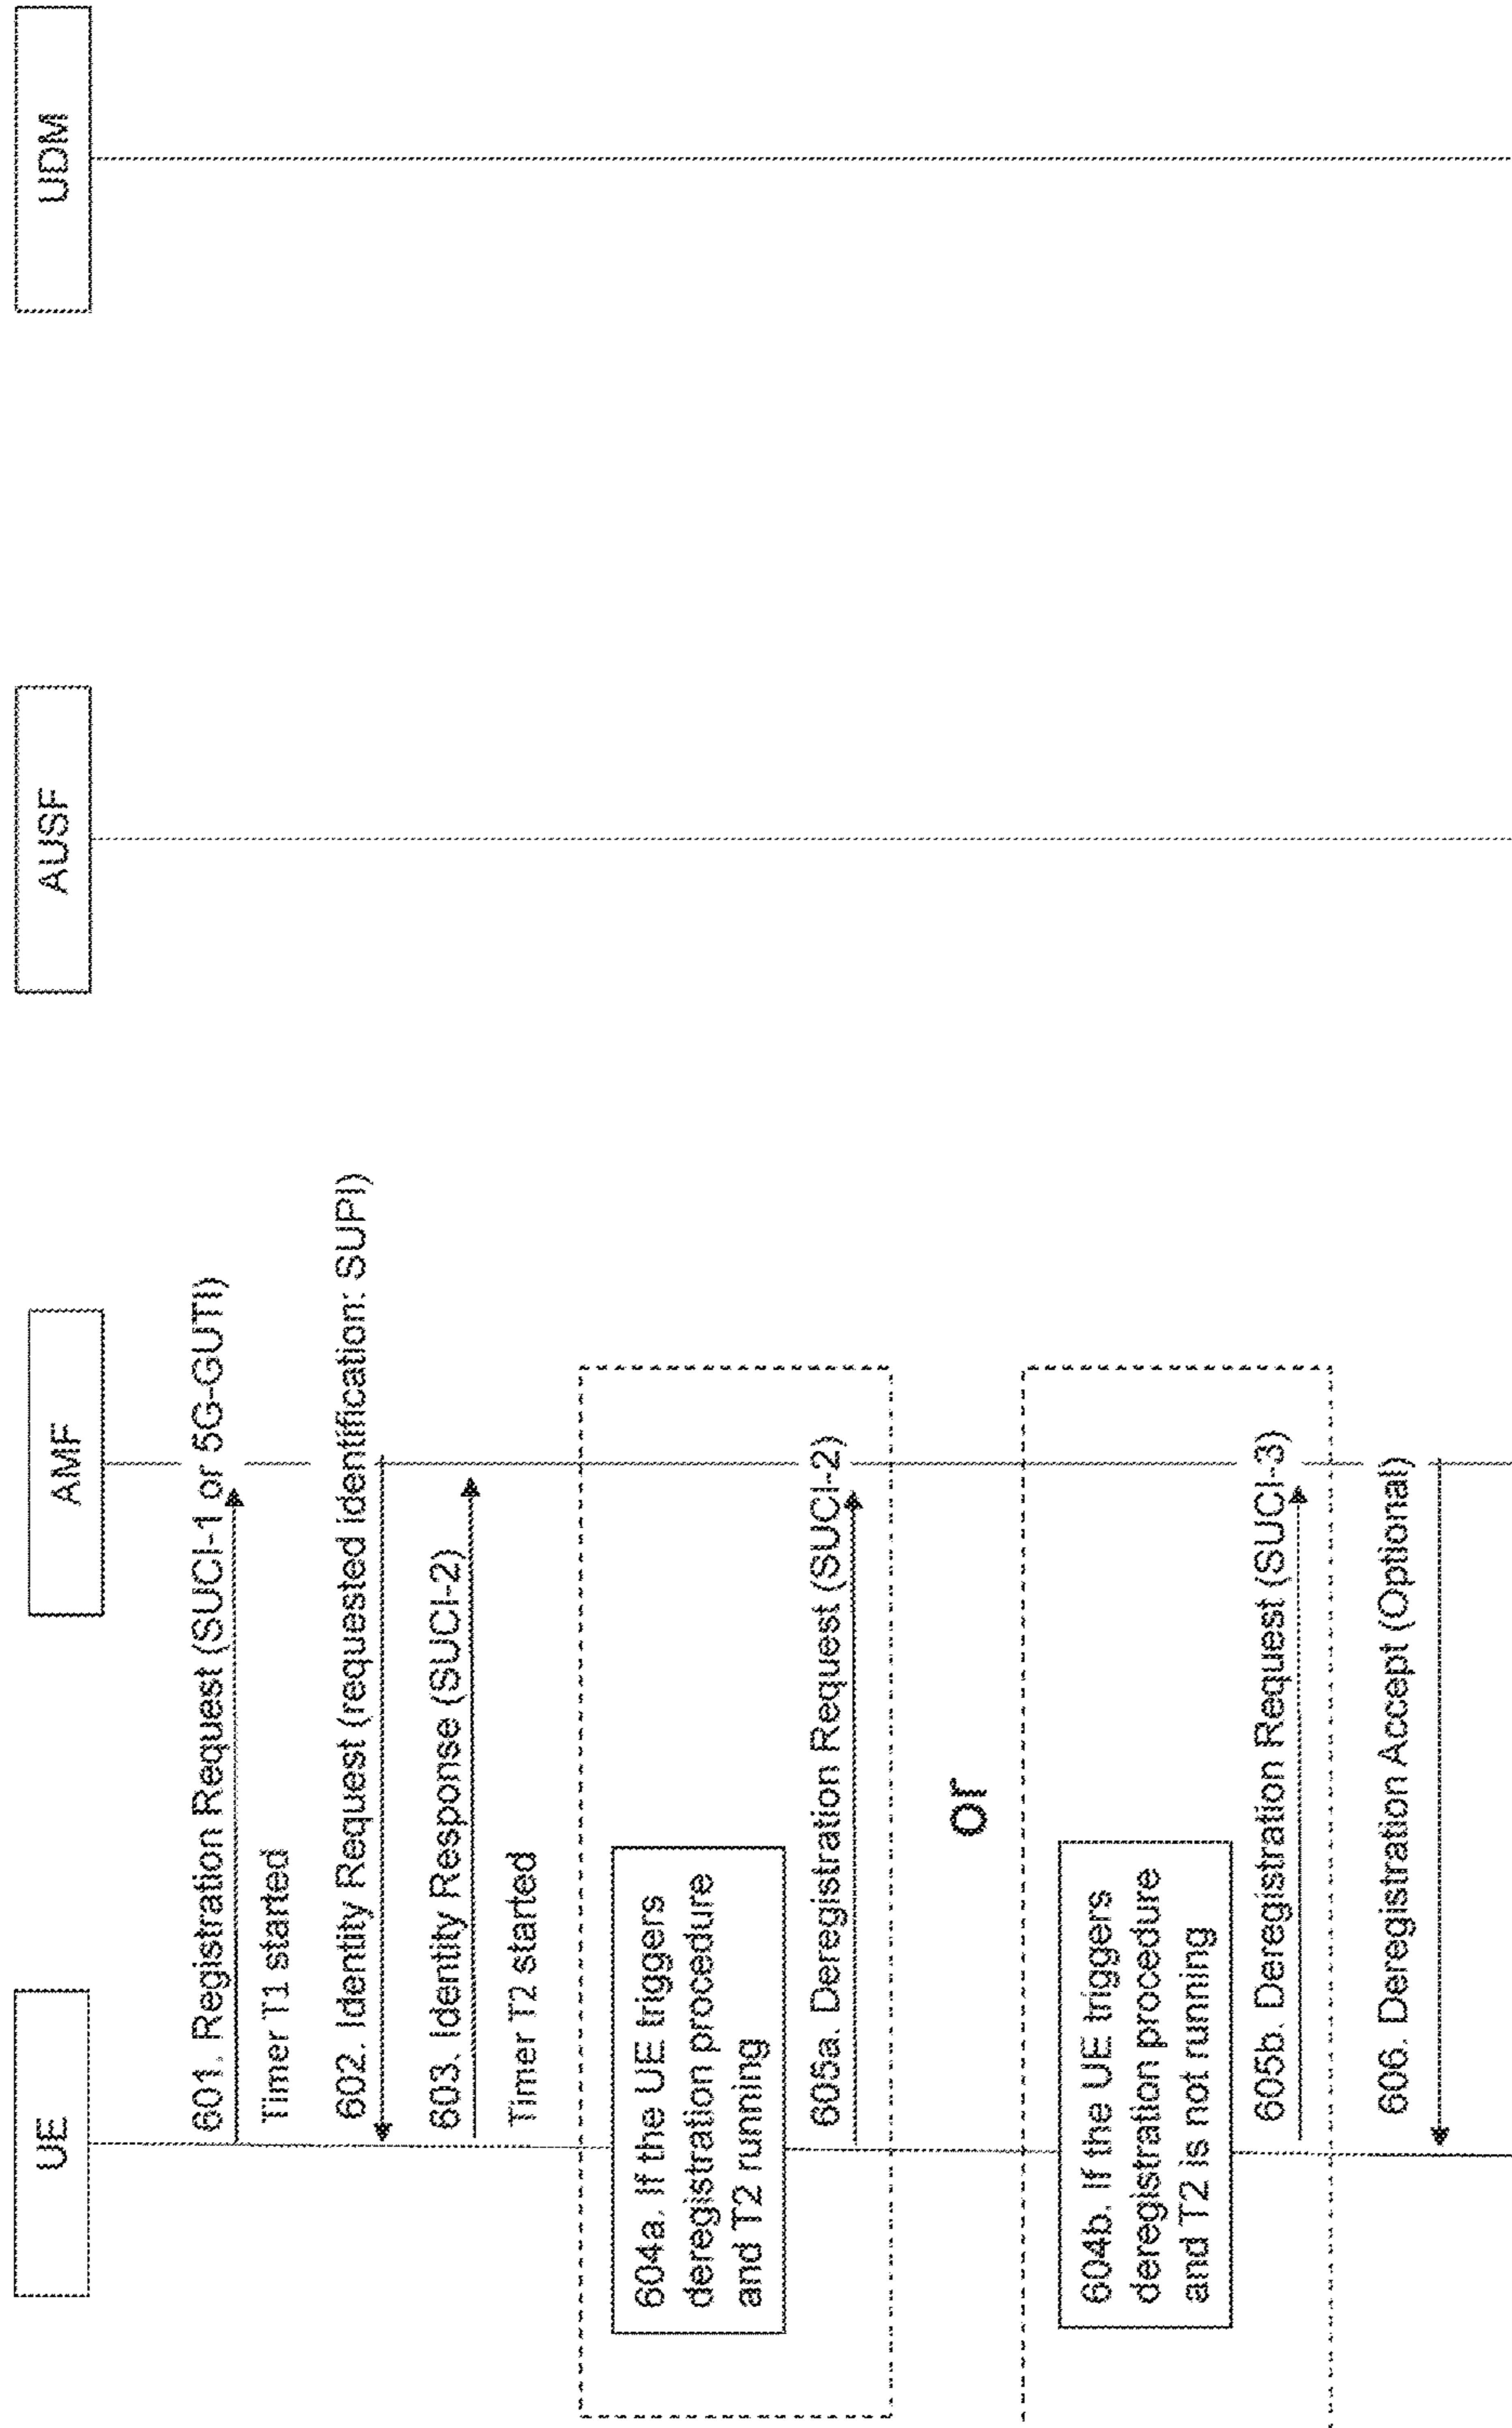 UE
AMF
AUSF
UDM
601. Registration Request (SUCI-1 or 5G-GUTI)
Timer T1 started
602. Identity Request (requested identification: SUPI)
603. Identity Response (SUCI-2)
Timer T2 started
604a. If the UE triggers
deregistration procedure
and T2 running
605a. Deregistration Request (SUCI-2)
or
604b. If the UE triggers
deregistration procedure
and T2 is not running
605b. Deregistration Request (SUCI-3)
606. Deregistration Accept (Optional)